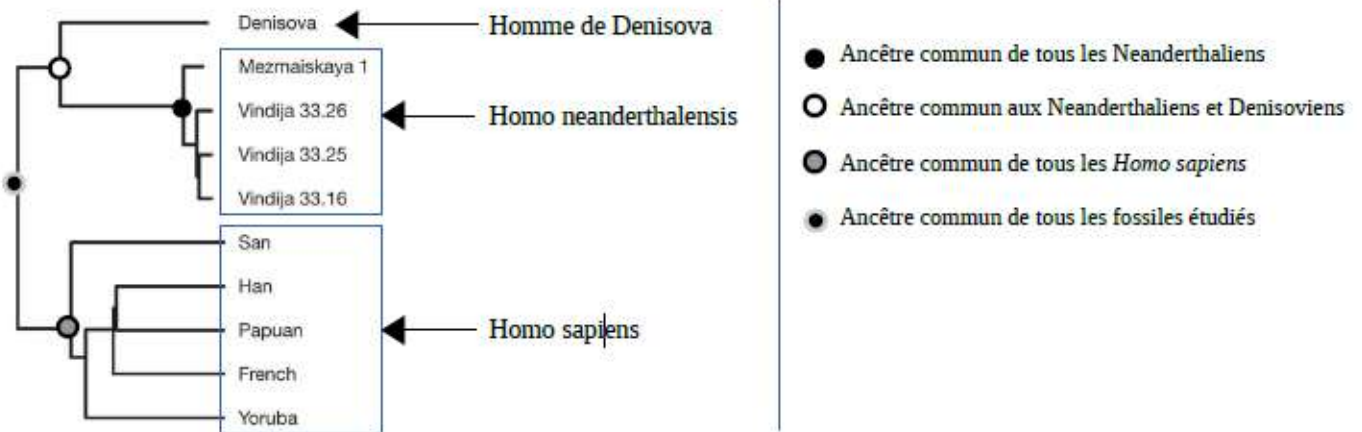 Denisova
Homme de Denisova
Mezmaiskaya 1
Vindija 33.26
Homo neanderthalensis
Vindija 33.25
Vindija 33.16
San
Han
Papuan
Homo sapiens
French
Yoruba
Ancêtre commun de tous les Neanderthaliens
Ancêtre commun aux Neanderthaliens et Denisoviens
Ancêtre commun de tous les Homo sapiens
Ancêtre commun de tous les fossiles étudiés